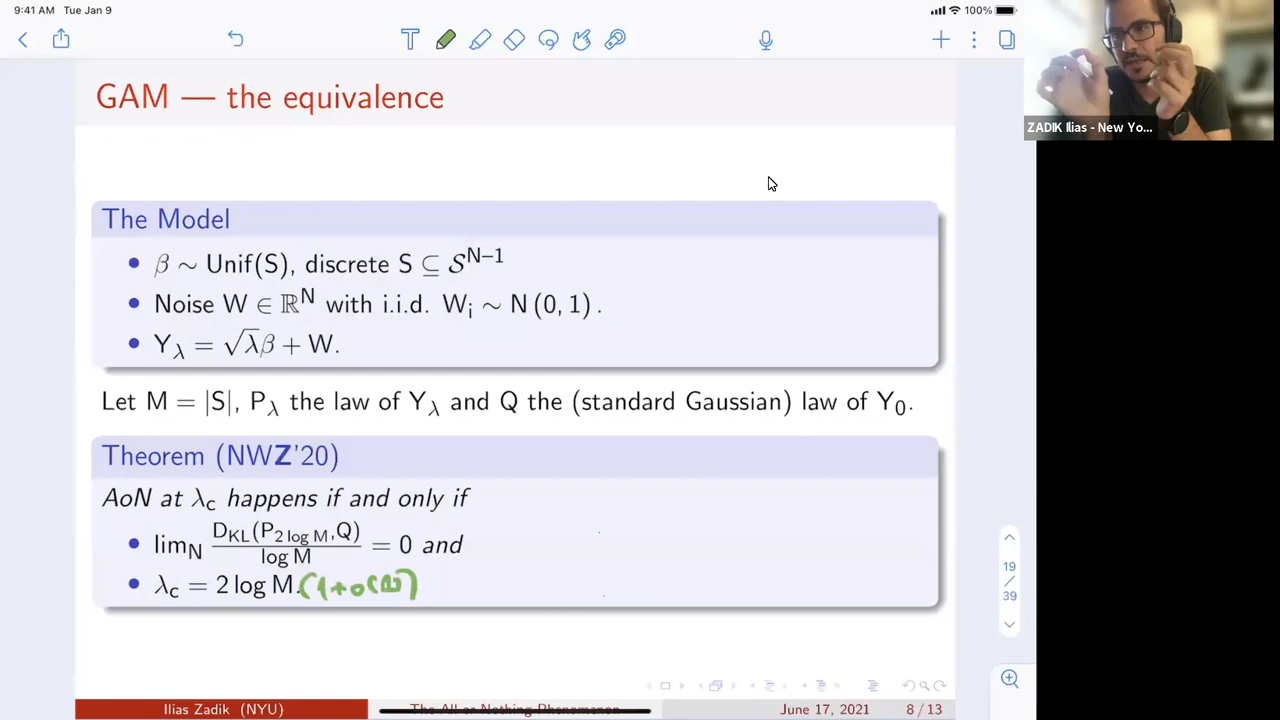 9:41 AM Tue Jan 9
100%
GAM — the equivalence
ZADIK Ilias - New Yo...
The Model
• β ∼ Unif(S), discrete S ⊆ 𝒮^{N−1}
• Noise W ∈ ℝ^N with i.i.d. W_i ∼ N(0, 1).
• Y_λ = √λβ + W.
Let M = |S|, P_λ the law of Y_λ and Q the (standard Gaussian) law of Y_0.
Theorem (NWZ'20)
AoN at λ_c happens if and only if
• lim_N D_KL(P_{2 log M}, Q) / log M = 0 and
• λ_c = 2 log M.
19
/
39
Ilias Zadik (NYU)
The All or Nothing Phenomenon
June 17, 2021
8 / 13